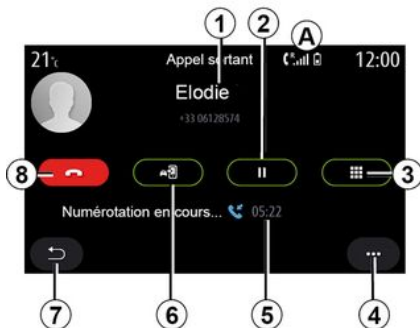 1
2
A
21°c
Appel sortant
12:00
Elodie
+33 06128574
8
3
Numérotation en cours... 05:22
...
7
6
5
4